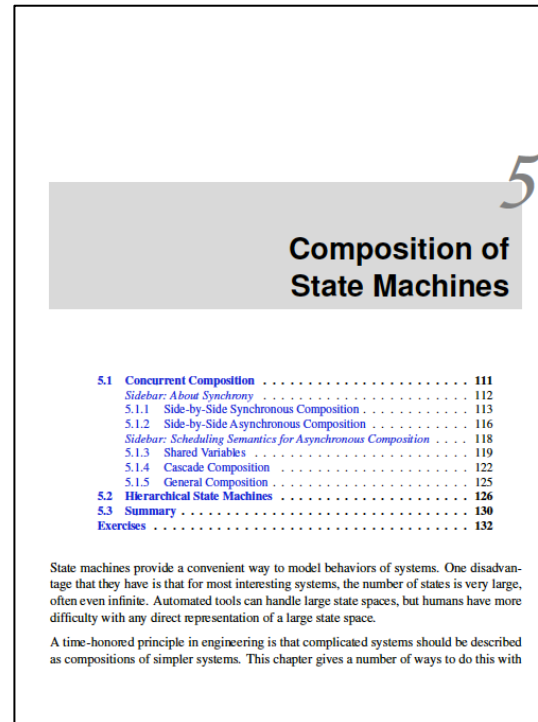 5
Composition of
State Machines
5.1 Concurrent Composition . . . . . . . . . . . . . . . . . . . . . . . 111
Sidebar: About Synchrony . . . . . . . . . . . . . . . . . . . . . 112
5.1.1 Side-by-Side Synchronous Composition . . . . . . . . . . . . 113
5.1.2 Side-by-Side Asynchronous Composition . . . . . . . . . . . 116
Sidebar: Scheduling Semantics for Asynchronous Composition . . . . 118
5.1.3 Shared Variables . . . . . . . . . . . . . . . . . . . . . . 119
5.1.4 Cascade Composition . . . . . . . . . . . . . . . . . . . 122
5.1.5 General Composition . . . . . . . . . . . . . . . . . . . . 125
5.2 Hierarchical State Machines . . . . . . . . . . . . . . . . . . . . . 126
5.3 Summary . . . . . . . . . . . . . . . . . . . . . . . . . . . . . . 130
Exercises . . . . . . . . . . . . . . . . . . . . . . . . . . . . . . . . 132
State machines provide a convenient way to model behaviors of systems. One disadvan-
tage that they have is that for most interesting systems, the number of states is very large,
often even infinite. Automated tools can handle large state spaces, but humans have more
difficulty with any direct representation of a large state space.
A time-honored principle in engineering is that complicated systems should be described
as compositions of simpler systems. This chapter gives a number of ways to do this with